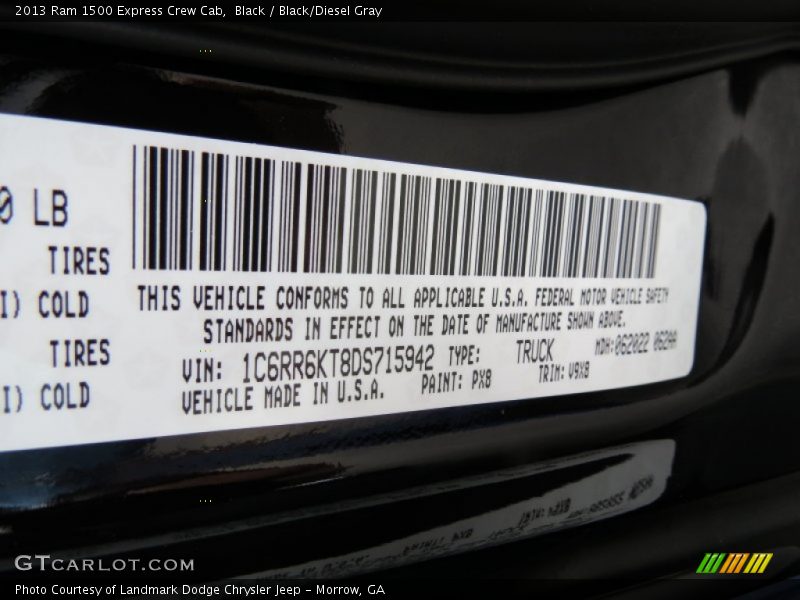 2013 Ram 1500 Express Crew Cab,  Black / Black/Diesel Gray
0 LB
TIRES
I) COLD
TIRES
I) COLD
THIS VEHICLE CONFORMS TO ALL APPLICABLE U.S.A. FEDERAL MOTOR VEHICLE SAFETY
STANDARDS IN EFFECT ON THE DATE OF MANUFACTURE SHOWN ABOVE.
VIN: 1C6RR6KT8DS715942 TYPE: TRUCK MDH: 062022 062AA
VEHICLE MADE IN U.S.A. PAINT: PX8 TRIM: V9X8
GTCARLOT.COM
Photo Courtesy of Landmark Dodge Chrysler Jeep - Morrow, GA